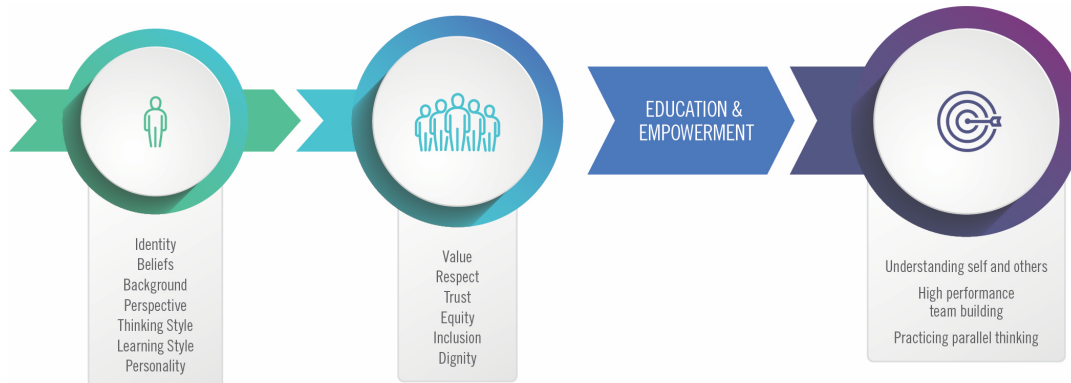 Identity
Beliefs
Background
Perspective
Thinking Style
Learning Style
Personality
Value
Respect
Trust
Equity
Inclusion
Dignity
EDUCATION &
EMPOWERMENT
Understanding self and others
High performance
team building
Practicing parallel thinking